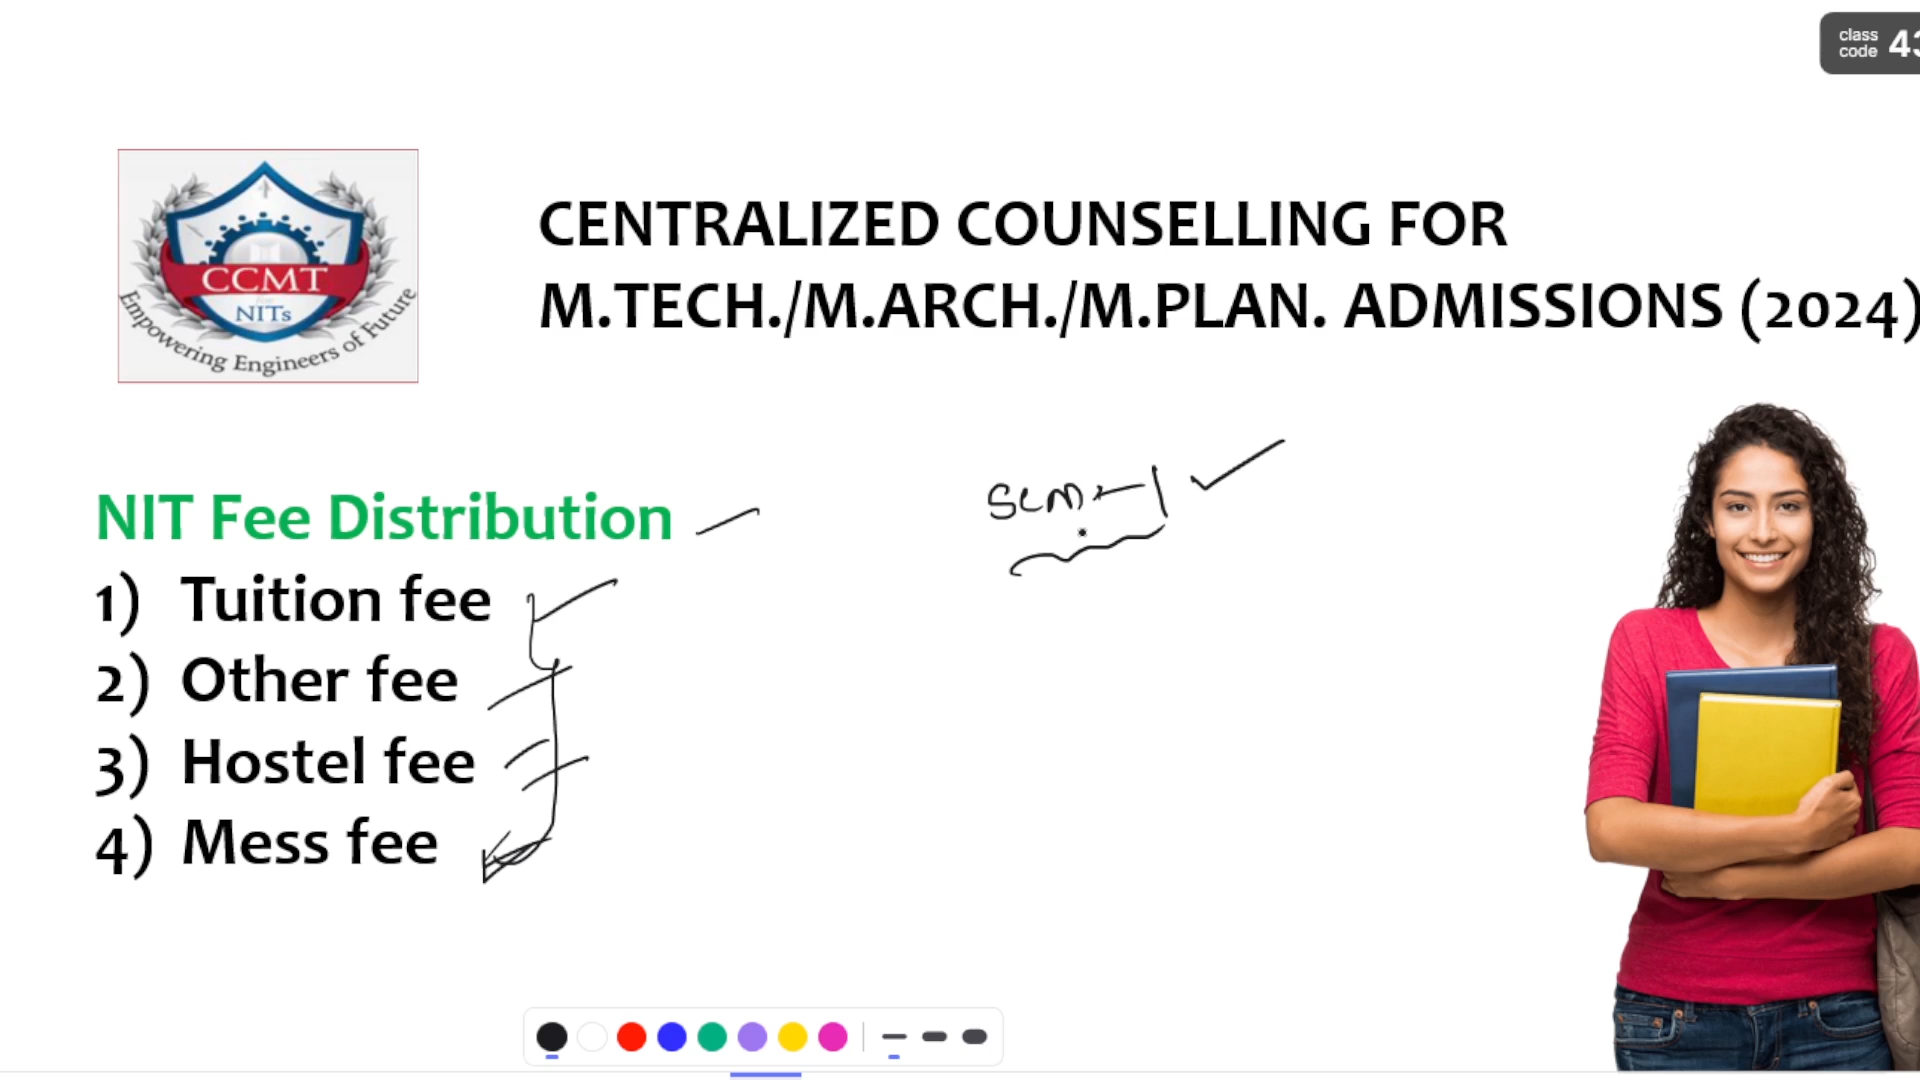 class
code 43
CCMT
for
NITs
Empowering Engineers of Future
CENTRALIZED COUNSELLING FOR
M.TECH./M.ARCH./M.PLAN. ADMISSIONS (2024)
sem-1
NIT Fee Distribution
1) Tuition fee
2) Other fee
3) Hostel fee
4) Mess fee